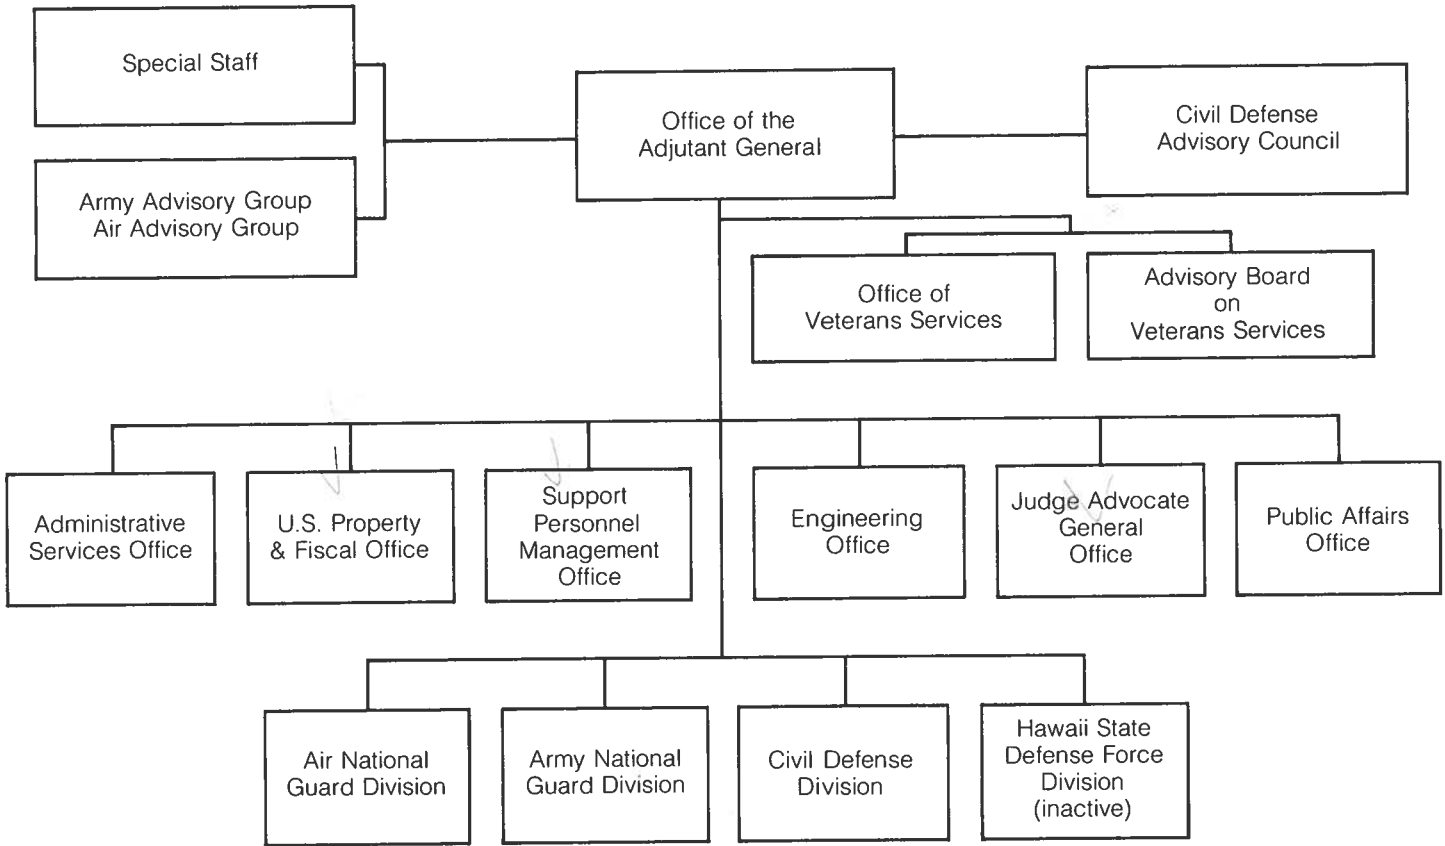 Special Staff
Office of the
Adjutant General
Civil Defense
Advisory Council
Army Advisory Group
Air Advisory Group
Office of
Veterans Services
Advisory Board
on
Veterans Services
Administrative
Services Office
U.S. Property
& Fiscal Office
Support
Personnel
Management
Office
Engineering
Office
Judge Advocate
General
Office
Public Affairs
Office
Air National
Guard Division
Army National
Guard Division
Civil Defense
Division
Hawaii State
Defense Force
Division
(inactive)